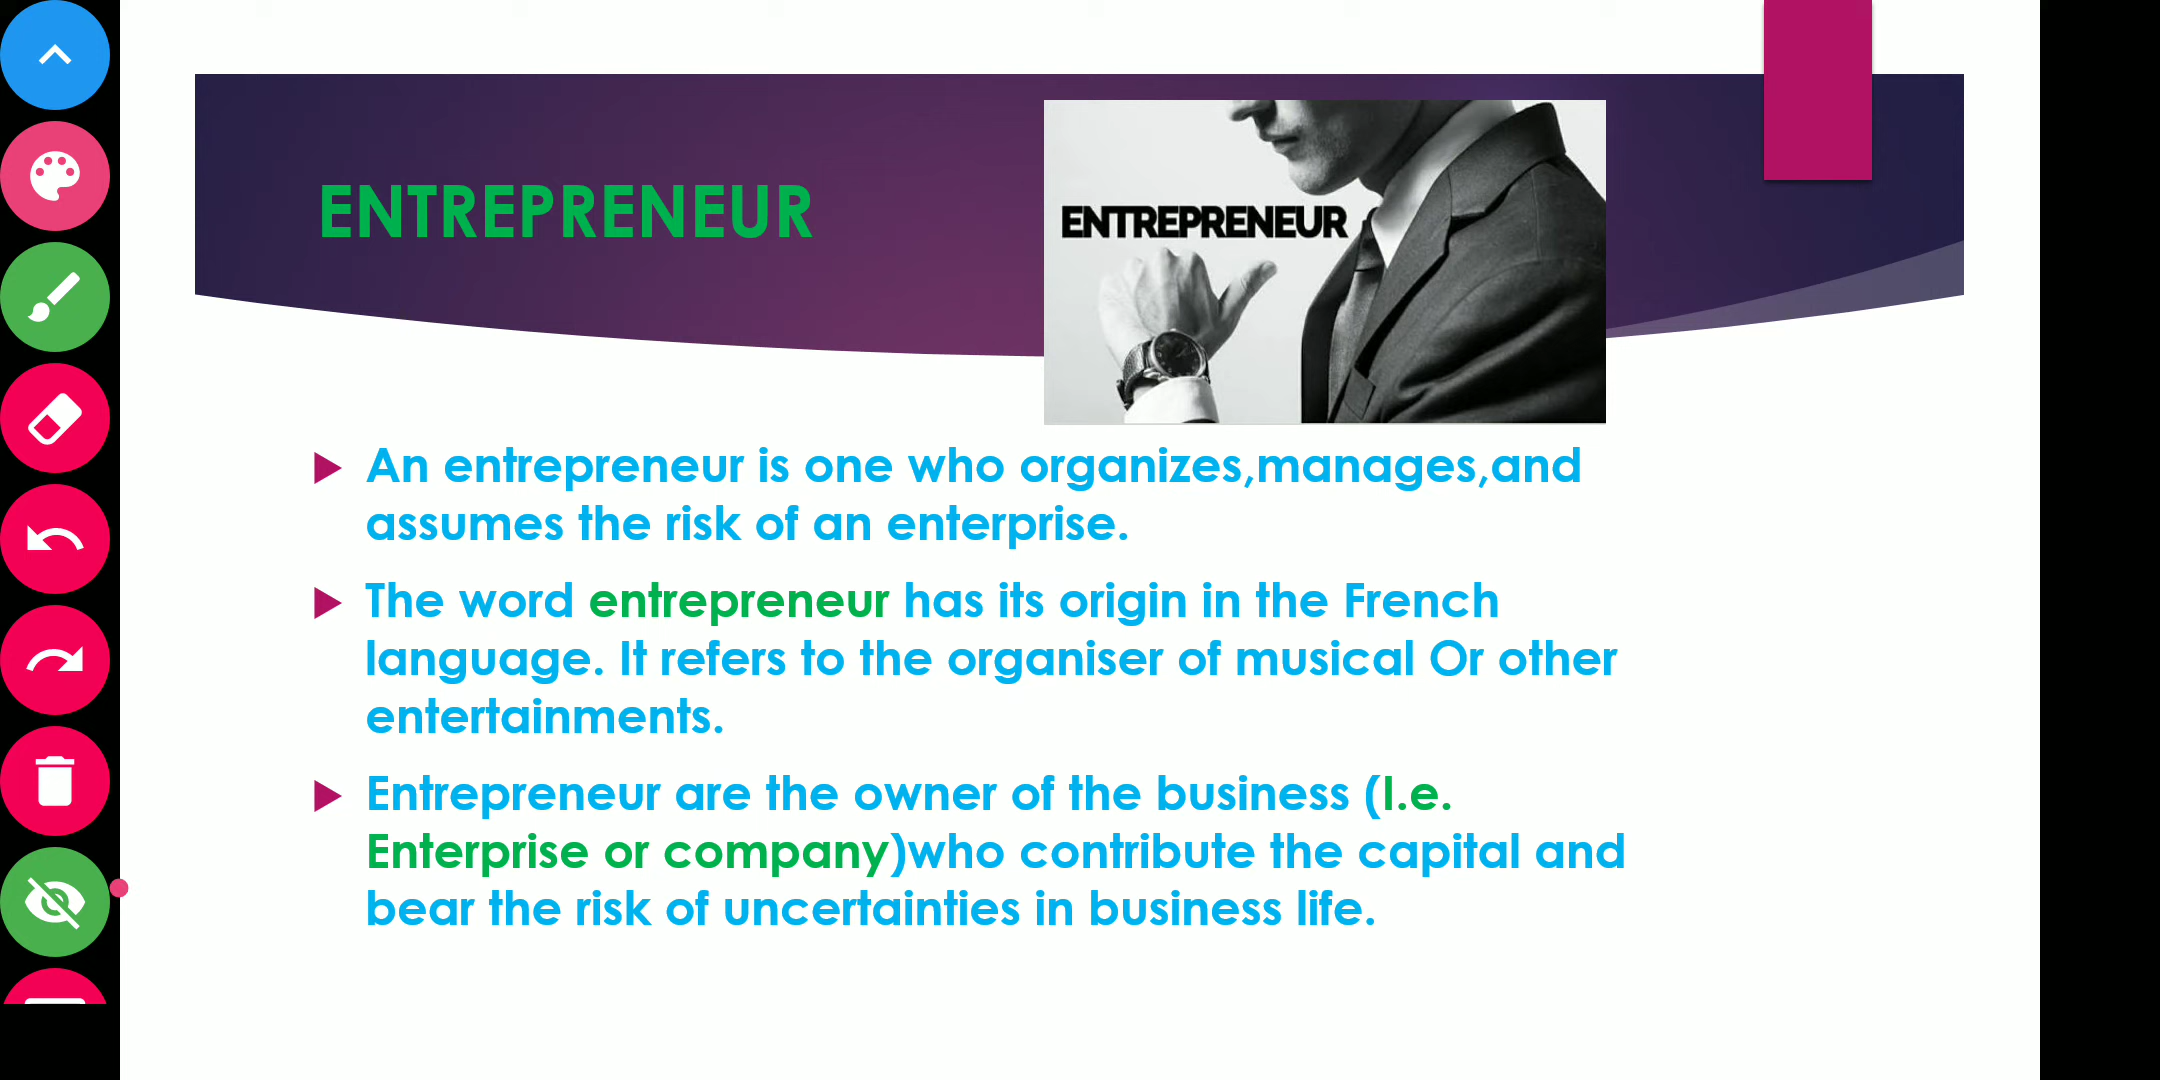 ENTREPRENEUR
ENTREPRENEUR
An entrepreneur is one who organizes,manages,and
assumes the risk of an enterprise.
The word entrepreneur has its origin in the French
language. It refers to the organiser of musical Or other
entertainments.
Entrepreneur are the owner of the business (I.e.
Enterprise or company)who contribute the capital and
bear the risk of uncertainties in business life.